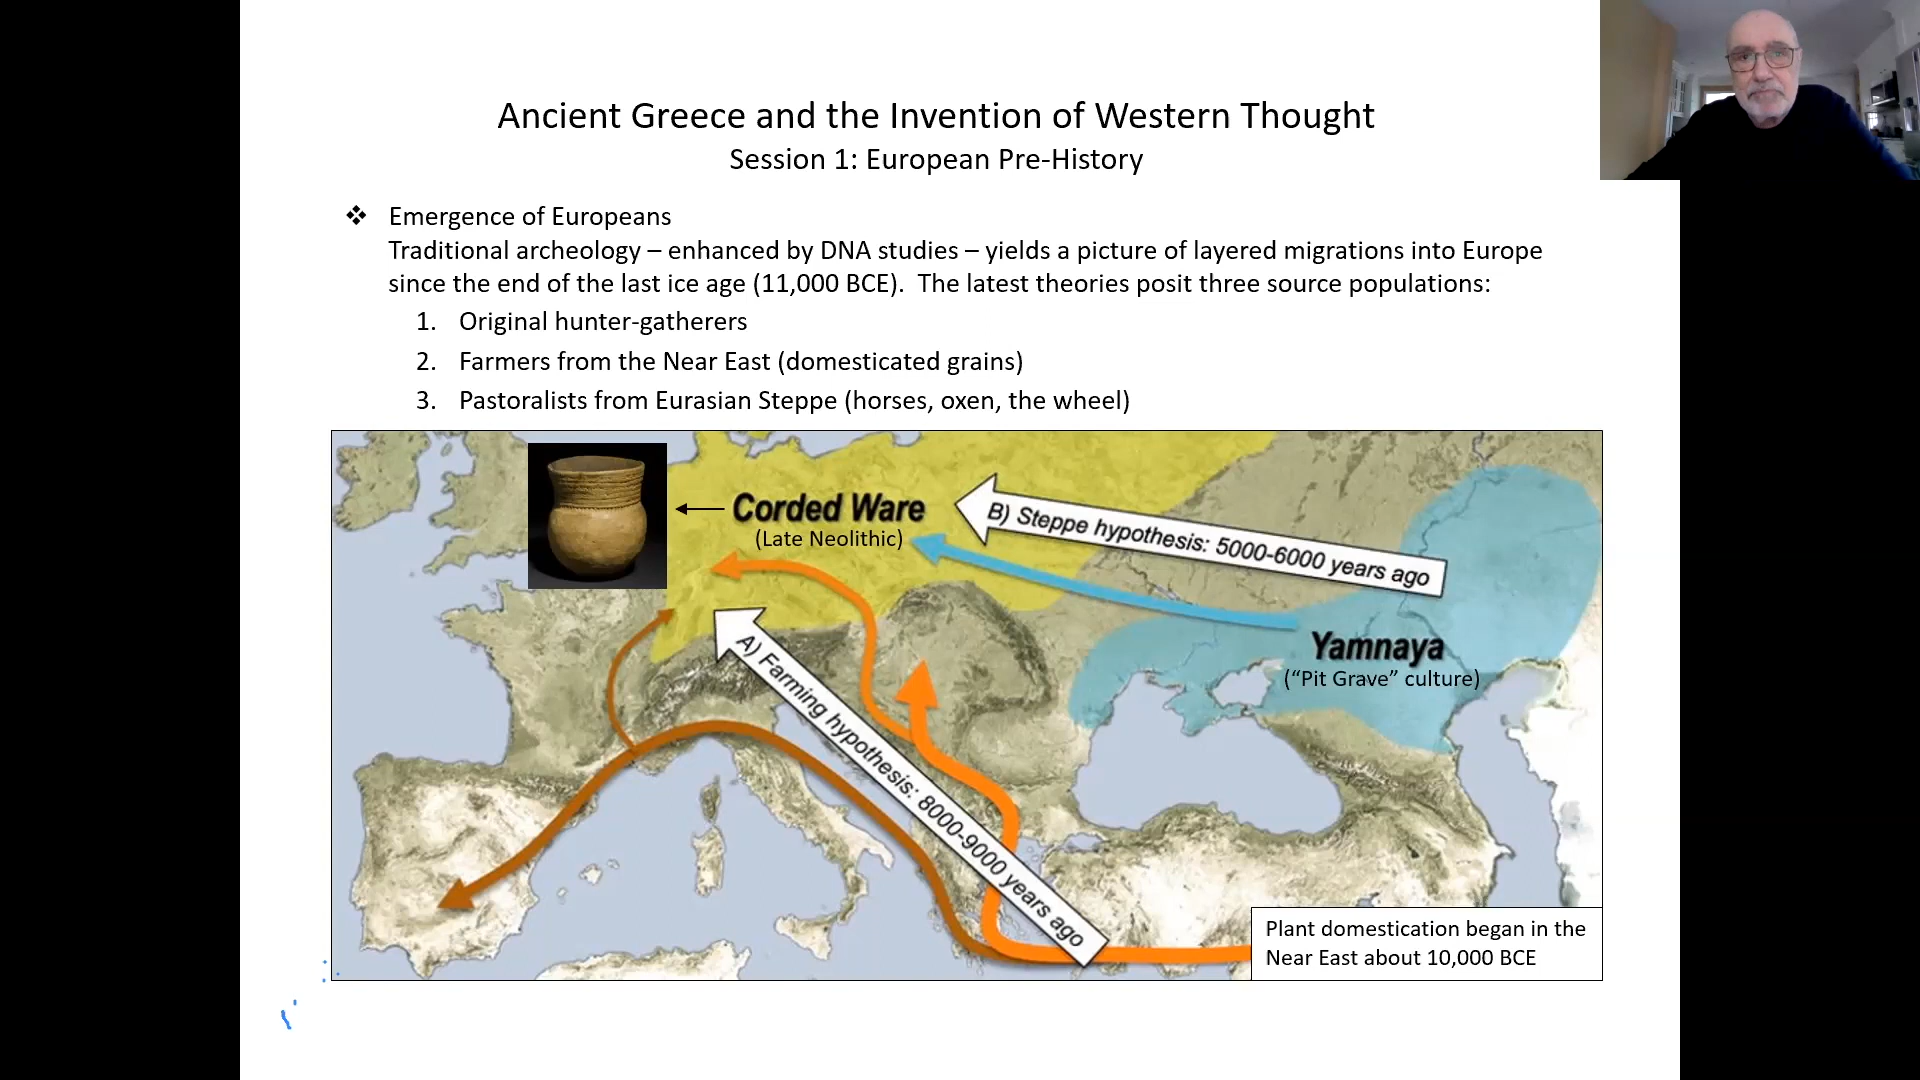 Ancient Greece and the Invention of Western Thought
Session 1: European Pre-History
❖ Emergence of Europeans
Traditional archeology – enhanced by DNA studies – yields a picture of layered migrations into Europe
since the end of the last ice age (11,000 BCE). The latest theories posit three source populations:
1. Original hunter-gatherers
2. Farmers from the Near East (domesticated grains)
3. Pastoralists from Eurasian Steppe (horses, oxen, the wheel)
Corded Ware
(Late Neolithic)
B) Steppe hypothesis: 5000-6000 years ago
Yamnaya
(“Pit Grave” culture)
A) Farming hypothesis: 8000-9000 years ago
Plant domestication began in the
Near East about 10,000 BCE